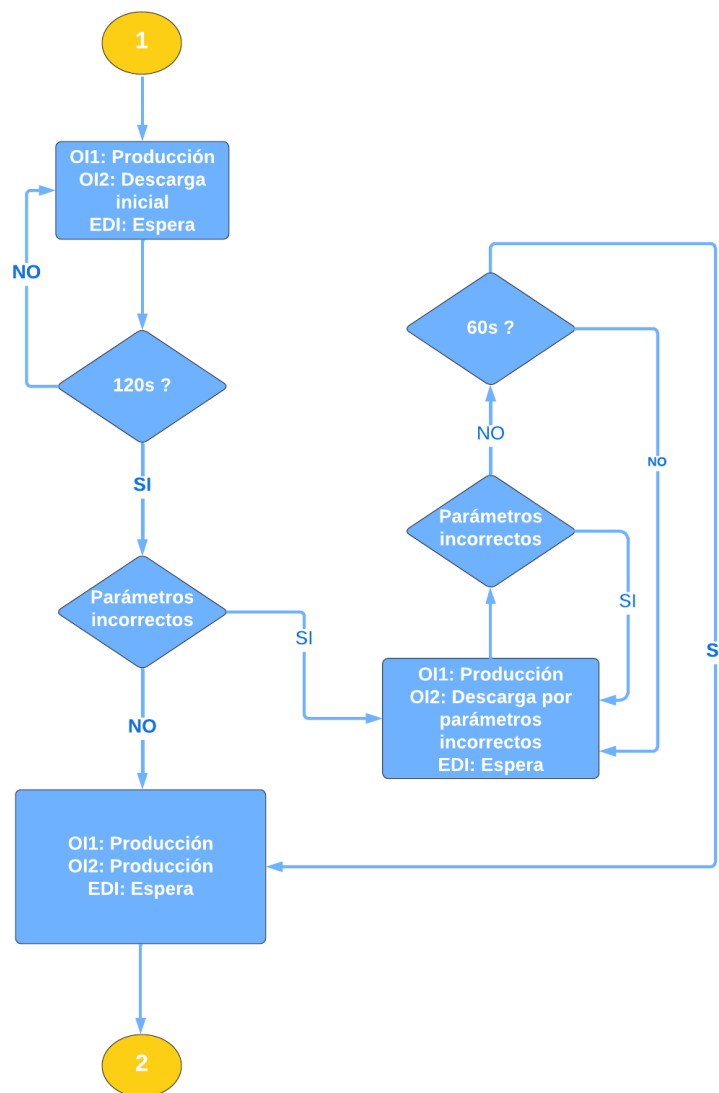 1
OI1: Producción
OI2: Descarga
inicial
EDI: Espera
NO
120s ?
SI
Parámetros
incorrectos
SI
NO
OI1: Producción
OI2: Producción
EDI: Espera
2
60s ?
NO
NO
Parámetros
incorrectos
SI
OI1: Producción
OI2: Descarga por
parámetros
incorrectos
EDI: Espera
S